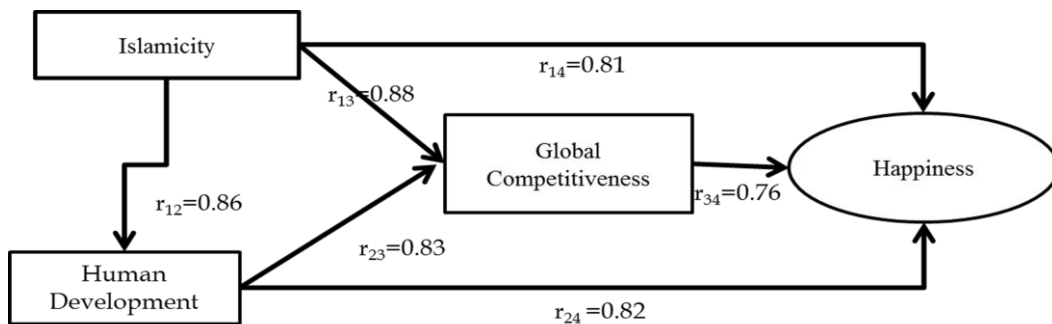 Islamicity
r₁₄=0.81
r₁₃=0.88
Global
Competitiveness
Happiness
r₃₄=0.76
r₁₂=0.86
r₂₃=0.83
Human
Development
r₂₄=0.82